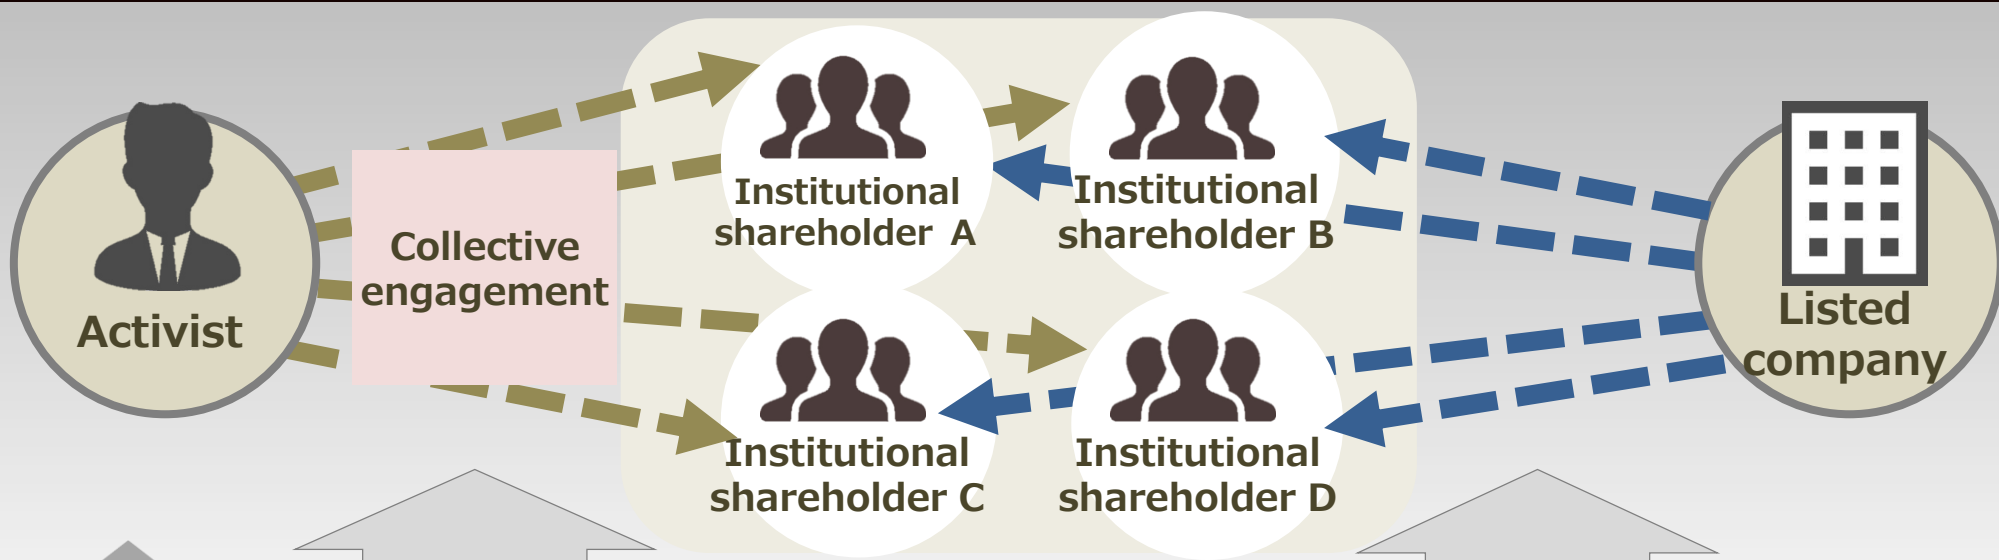 Activist
Collective
engagement
Institutional
shareholder A
Institutional
shareholder B
Institutional
shareholder C
Institutional
shareholder D
Listed
company